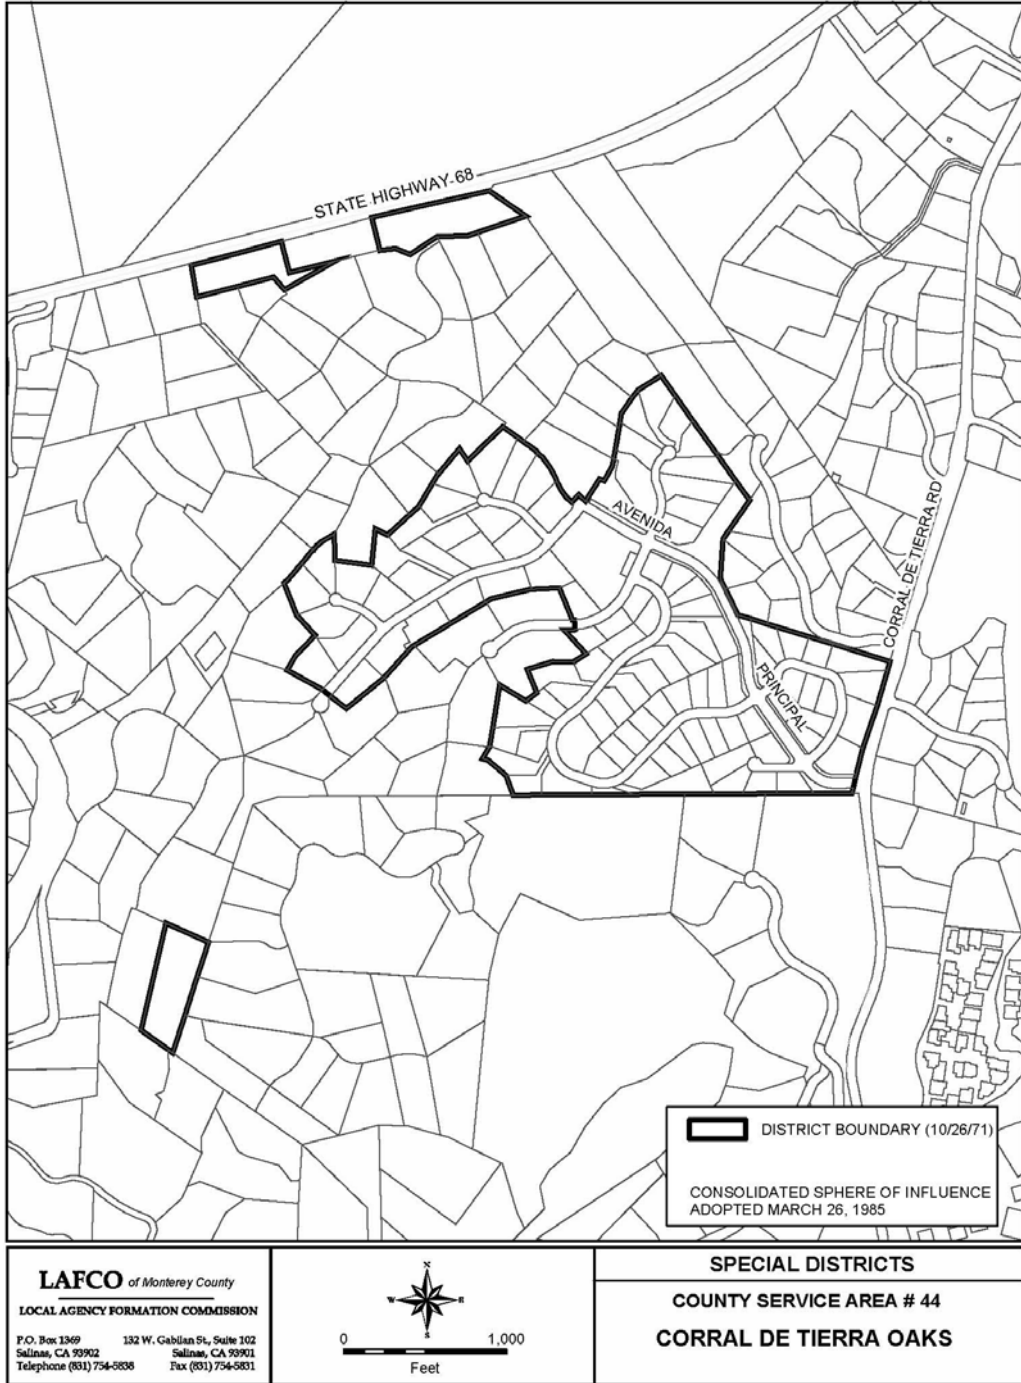 STATE HIGHWAY 68
AVENIDA
PRINCIPAL
CORRAL DE TIERRA RD
DISTRICT BOUNDARY (10/26/71)
CONSOLIDATED SPHERE OF INFLUENCE
ADOPTED MARCH 26, 1985
LAFCO of Monterey County
LOCAL AGENCY FORMATION COMMISSION
P.O. Box 1369 132 W. Gabilan St., Suite 102
Salinas, CA 93902 Salinas, CA 93901
Telephone (831) 754-5838 Fax (831) 754-5831
N
W E
S
0 1,000
Feet
SPECIAL DISTRICTS
COUNTY SERVICE AREA # 44
CORRAL DE TIERRA OAKS